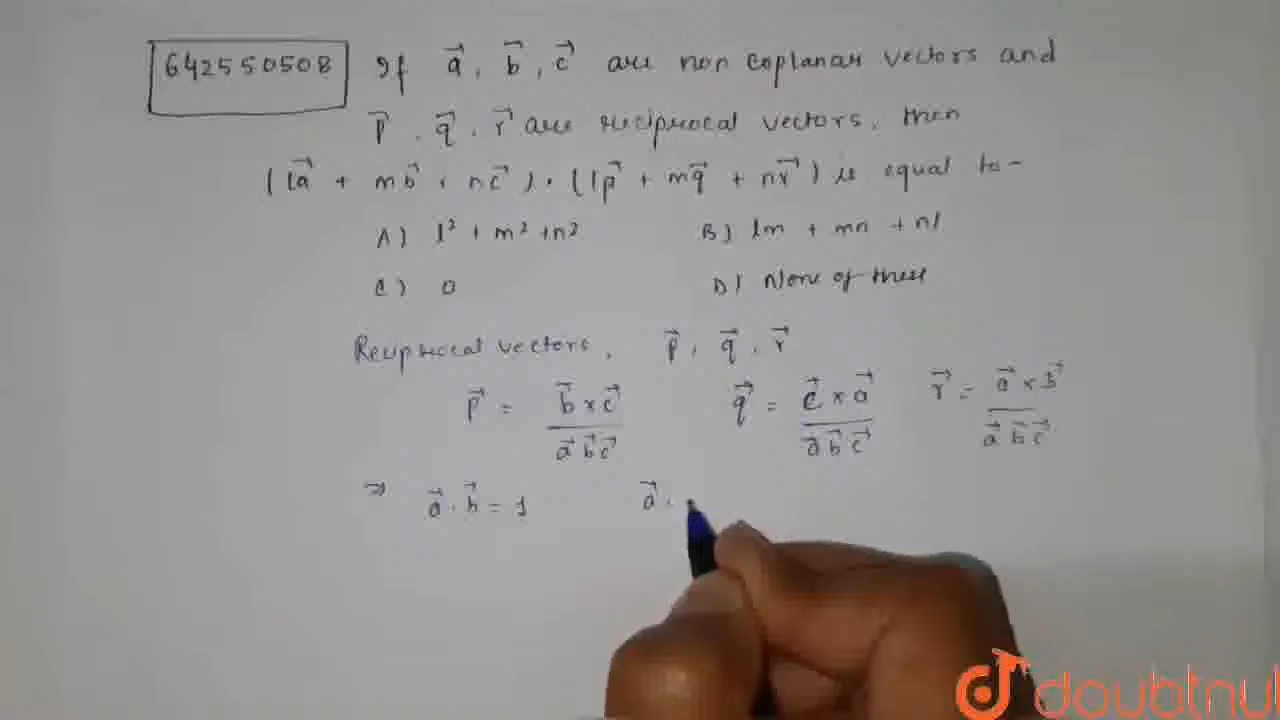 642550508 If a⃗, b⃗, c⃗ are non coplanar vectors and
p⃗, q⃗, r⃗ are reciprocal vectors, then
(la⃗ + mb⃗ + nc⃗) . (lp⃗ + mq⃗ + nr⃗) is equal to -
A) l² + m² + n² B) lm + mn + nl
C) 0 D) None of these
Reciprocal vectors, p⃗, q⃗, r⃗
p⃗ = b⃗ × c⃗ / a⃗ b⃗ c⃗ q⃗ = c⃗ × a⃗ / a⃗ b⃗ c⃗ r⃗ = a⃗ × b⃗ / a⃗ b⃗ c⃗
⇒ a⃗ . b⃗ = 1 a⃗ .
doubtnut